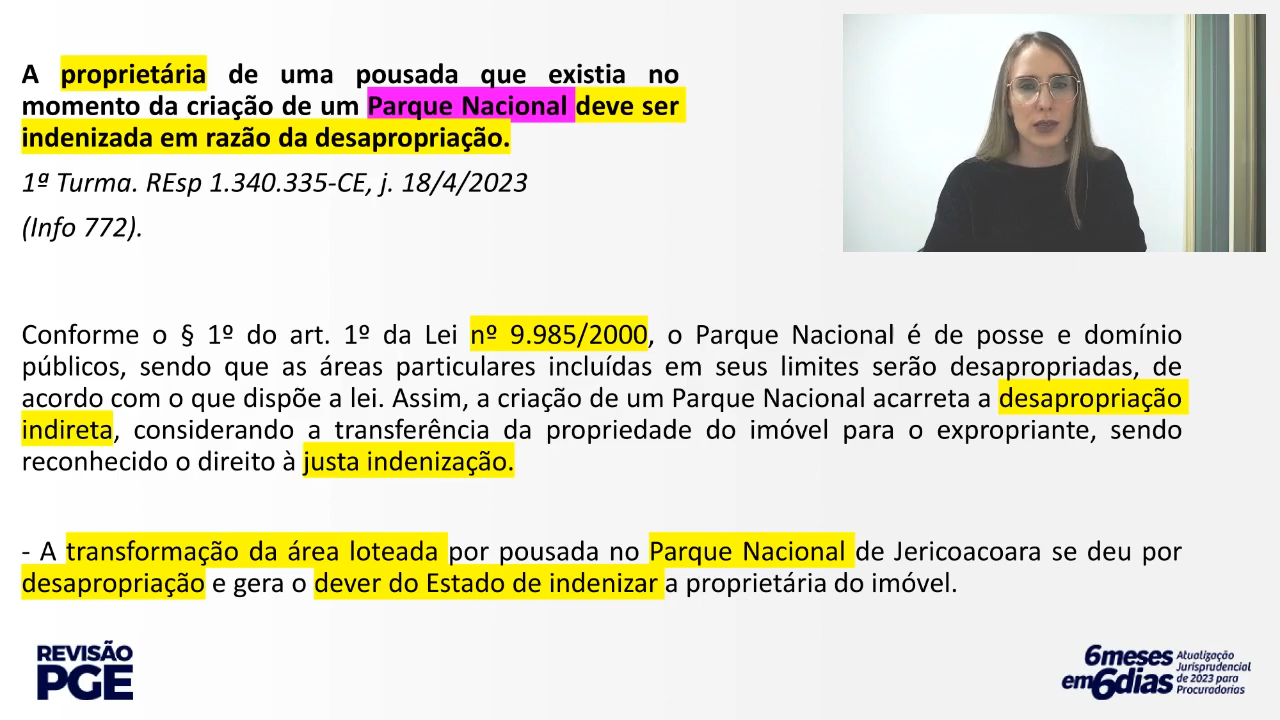 A proprietária de uma pousada que existia no
momento da criação de um Parque Nacional deve ser
indenizada em razão da desapropriação.
1ª Turma. REsp 1.340.335-CE, j. 18/4/2023
(Info 772).
Conforme o § 1º do art. 1º da Lei nº 9.985/2000, o Parque Nacional é de posse e domínio
públicos, sendo que as áreas particulares incluídas em seus limites serão desapropriadas, de
acordo com o que dispõe a lei. Assim, a criação de um Parque Nacional acarreta a desapropriação
indireta, considerando a transferência da propriedade do imóvel para o expropriante, sendo
reconhecido o direito à justa indenização.
- A transformação da área loteada por pousada no Parque Nacional de Jericoacoara se deu por
desapropriação e gera o dever do Estado de indenizar a proprietária do imóvel.
REVISÃO
PGE
6meses
em6dias
Atualização
Jurisprudencial
de 2023 para
Procuradorias